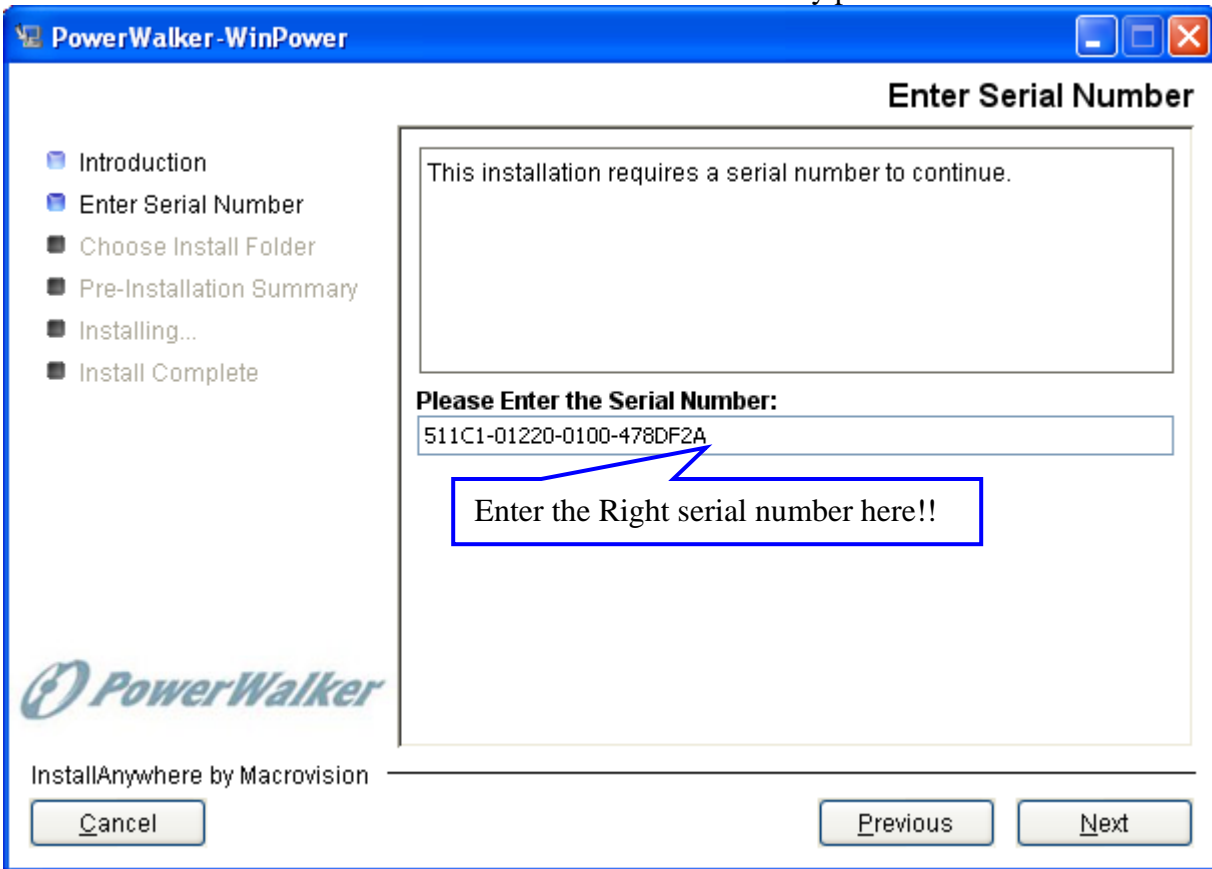 PowerWalker-WinPower
Enter Serial Number
Introduction
Enter Serial Number
Choose Install Folder
Pre-Installation Summary
Installing...
Install Complete
This installation requires a serial number to continue.
Please Enter the Serial Number:
511C1-01220-0100-478DF2A
Enter the Right serial number here!!
PowerWalker
InstallAnywhere by Macrovision
Cancel
Previous
Next